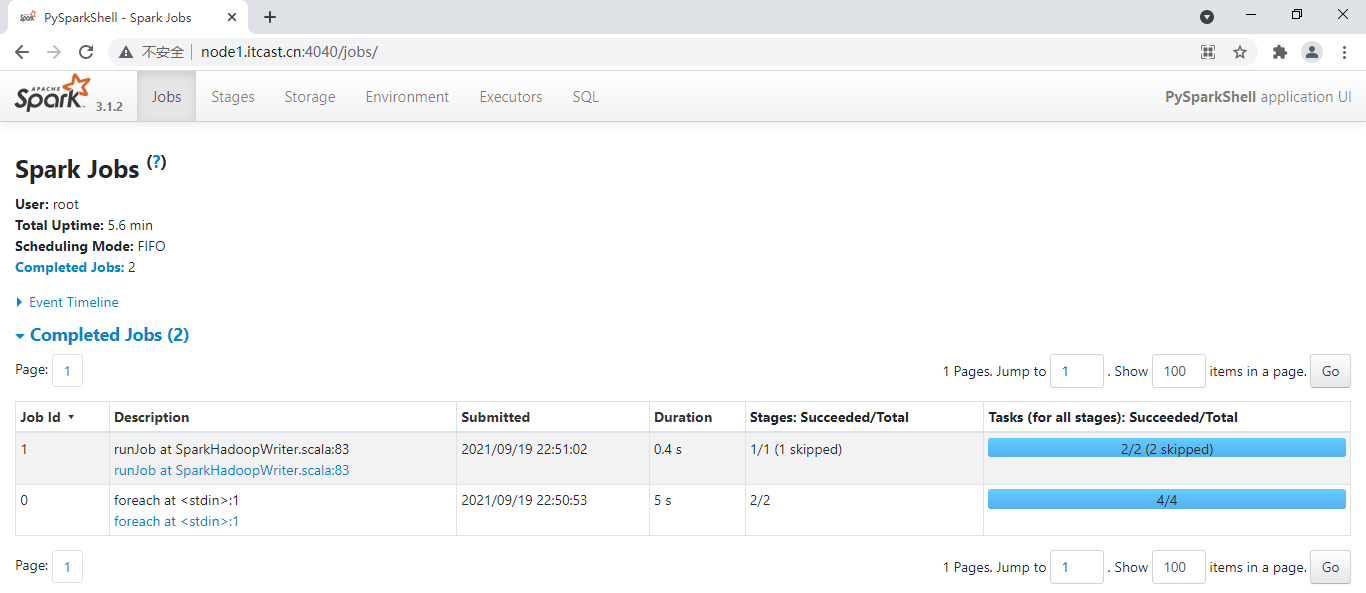 PySparkShell - Spark Jobs
不安全 node1.itcast.cn:4040/jobs/
APACHE Spark 3.1.2 Jobs Stages Storage Environment Executors SQL PySparkShell application UI
Spark Jobs (?)
User: root
Total Uptime: 5.6 min
Scheduling Mode: FIFO
Completed Jobs: 2
Event Timeline
Completed Jobs (2)
Page: 1 1 Pages. Jump to 1 . Show 100 items in a page. Go
Job Id Description Submitted Duration Stages: Succeeded/Total Tasks (for all stages): Succeeded/Total
1 runJob at SparkHadoopWriter.scala:83 2021/09/19 22:51:02 0.4 s 1/1 (1 skipped) 2/2 (2 skipped)
runJob at SparkHadoopWriter.scala:83
0 foreach at <stdin>:1 2021/09/19 22:50:53 5 s 2/2 4/4
foreach at <stdin>:1
Page: 1 1 Pages. Jump to 1 . Show 100 items in a page. Go